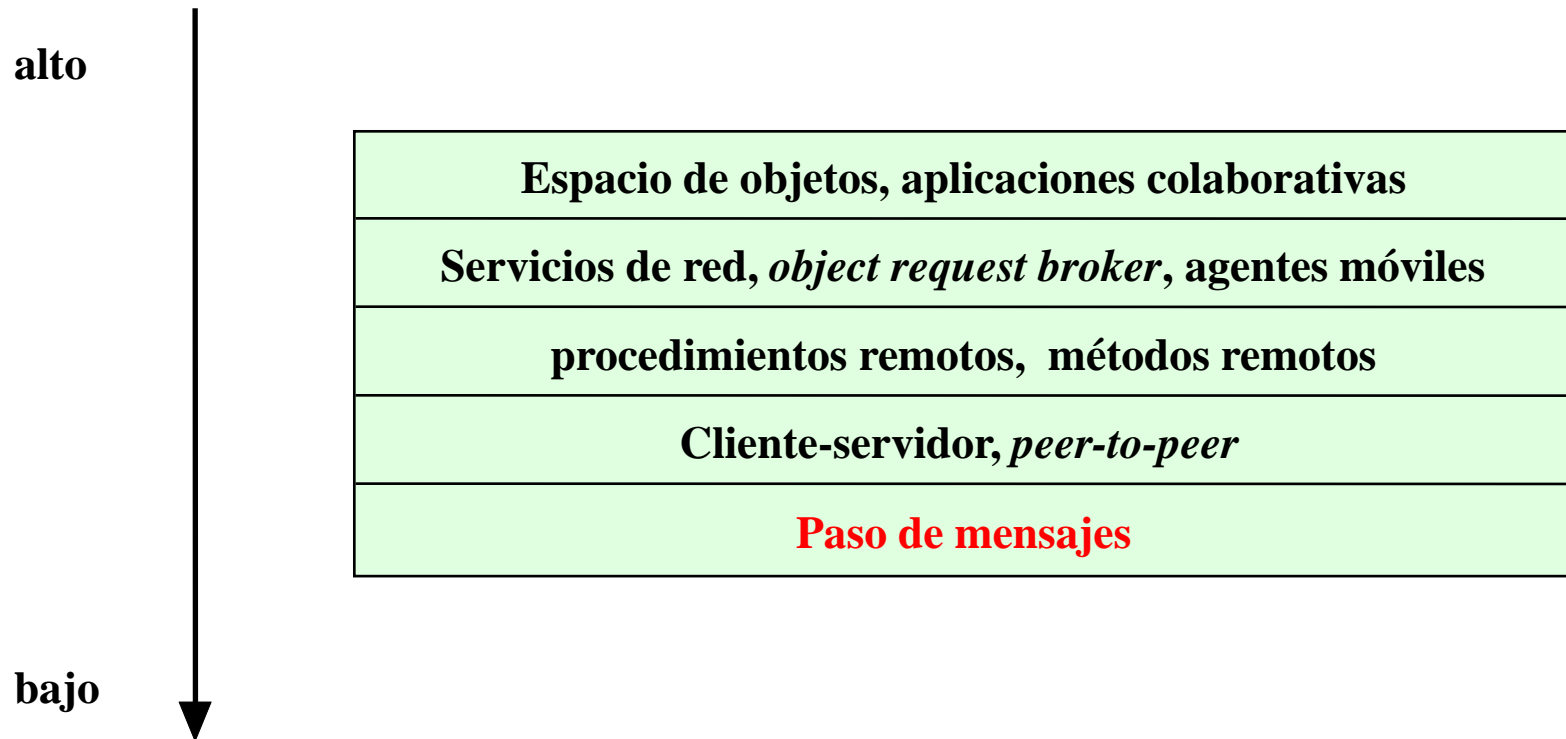 alto
Espacio de objetos, aplicaciones colaborativas
Servicios de red, object request broker, agentes móviles
procedimientos remotos, métodos remotos
Cliente-servidor, peer-to-peer
Paso de mensajes
bajo